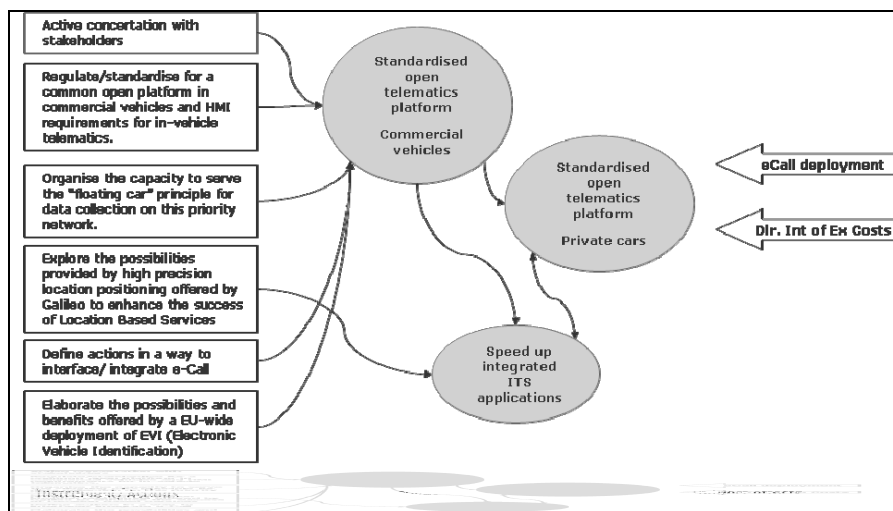 Active concertation with
stakeholders
Regulate/standardise for a
common open platform in
commercial vehicles and HMI
requirements for in-vehicle
telematics.
Organise the capacity to serve
the "floating car" principle for
data collection on this priority
network.
Explore the possibilities
provided by high precision
location positioning offered by
Galileo to enhance the success
of Location Based Services
Define actions in a way to
interface/ integrate e-Call
Elaborate the possibilities and
benefits offered by a EU-wide
deployment of EVI (Electronic
Vehicle Identification)
Standardised
open
telematics
platform
Commercial
vehicles
Standardised
open
telematics
platform
Private cars
Speed up
integrated
ITS
applications
eCall deployment
Dir. Int of Ex Costs
Instruments/Actions